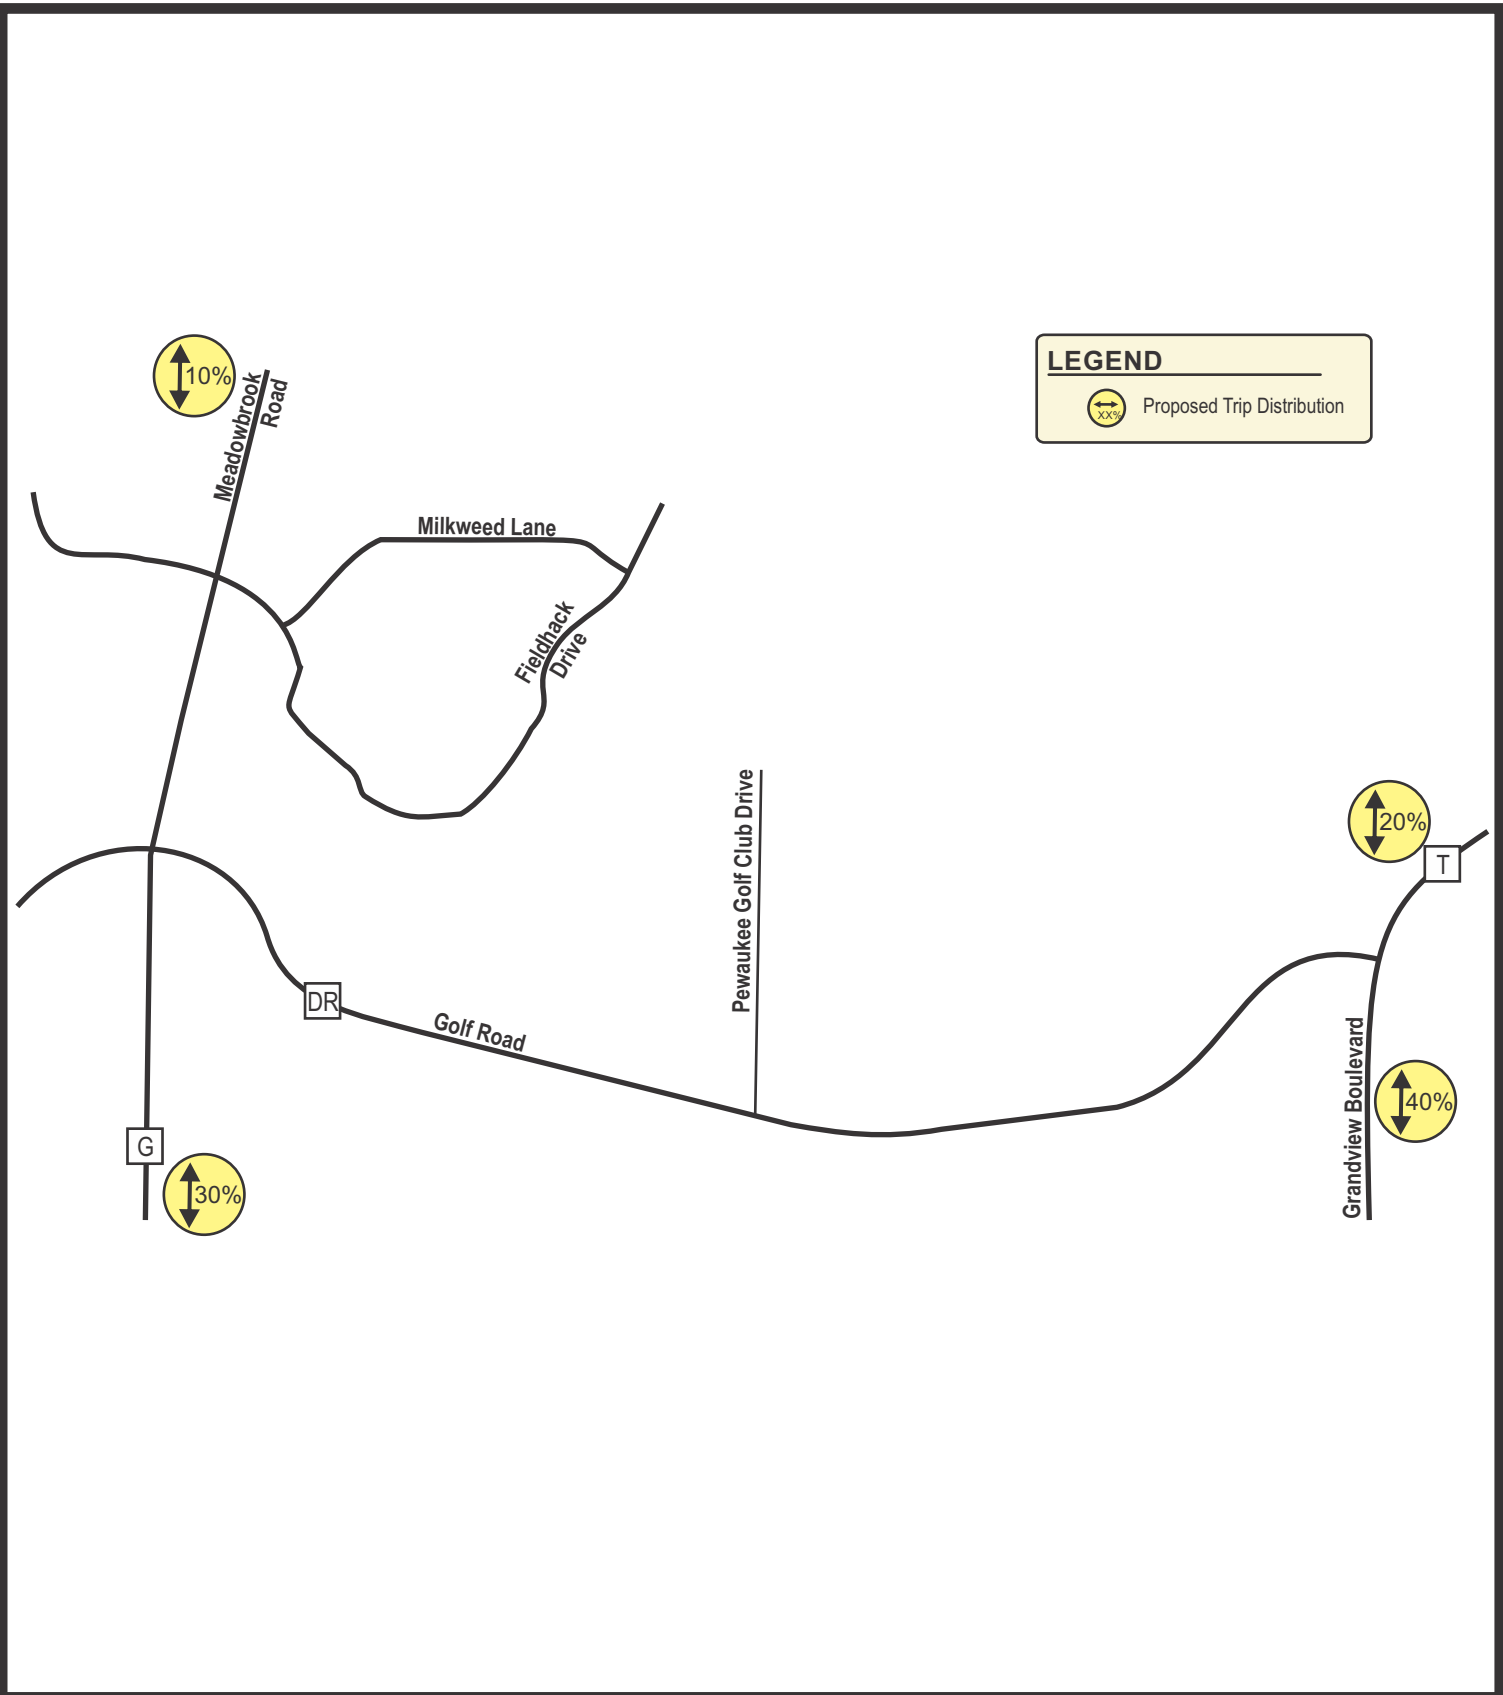 10%
Meadowbrook
Road
LEGEND
XX%
Proposed Trip Distribution
Milkweed Lane
Fieldhack
Drive
Pewaukee Golf Club Drive
20%
T
DR
Golf Road
Grandview Boulevard
40%
G
30%